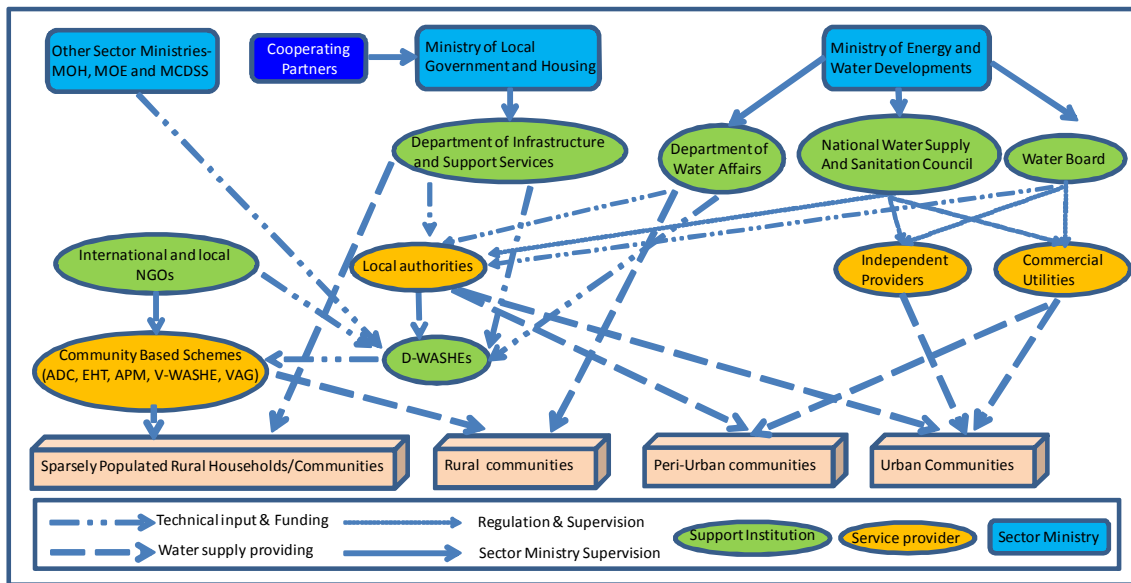 Other Sector Ministries-
MOH, MOE and MCDSS
Cooperating
Partners
Ministry of Local
Government and Housing
Ministry of Energy and
Water Developments
Department of Infrastructure
and Support Services
Department of
Water Affairs
National Water Supply
And Sanitation Council
Water Board
International and local
NGOs
Local authorities
Independent
Providers
Commercial
Utilities
Community Based Schemes
(ADC, EHT, APM, V-WASHE, VAG)
D-WASHEs
Sparsely Populated Rural Households/Communities
Rural communities
Peri-Urban communities
Urban Communities
Technical input & Funding
Regulation & Supervision
Water supply providing
Sector Ministry Supervision
Support Institution
Service provider
Sector Ministry